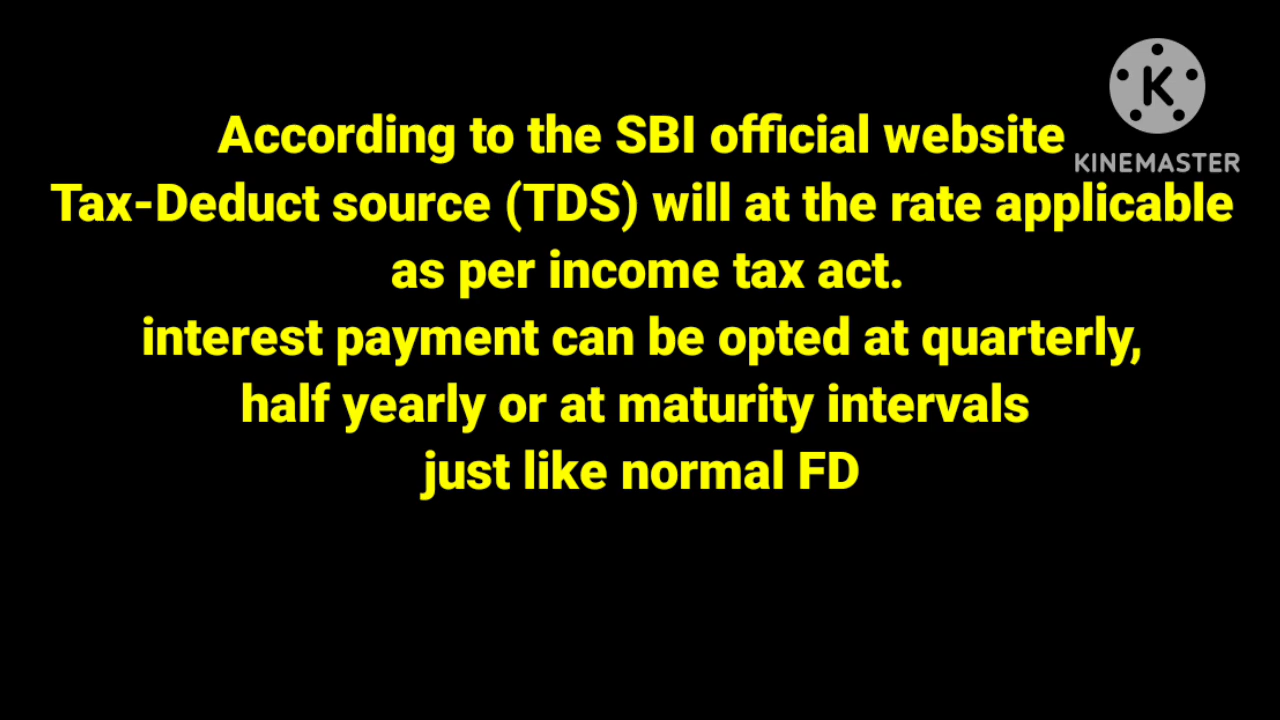 According to the SBI official website
Tax-Deduct source (TDS) will at the rate applicable
as per income tax act.
interest payment can be opted at quarterly,
half yearly or at maturity intervals
just like normal FD
K
KINEMASTER